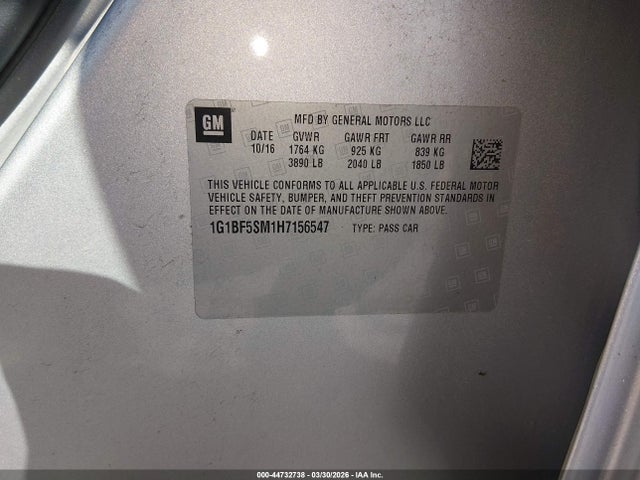 GM
MFD BY GENERAL MOTORS LLC
DATE GVWR GAWR FRT GAWR RR
10/16 1764 KG 925 KG 839 KG
3890 LB 2040 LB 1850 LB
THIS VEHICLE CONFORMS TO ALL APPLICABLE U.S. FEDERAL MOTOR
VEHICLE SAFETY, BUMPER, AND THEFT PREVENTION STANDARDS IN
EFFECT ON THE DATE OF MANUFACTURE SHOWN ABOVE.
1G1BF5SM1H7156547 TYPE: PASS CAR
000-44732738 - 03/30/2026 - IAA Inc.